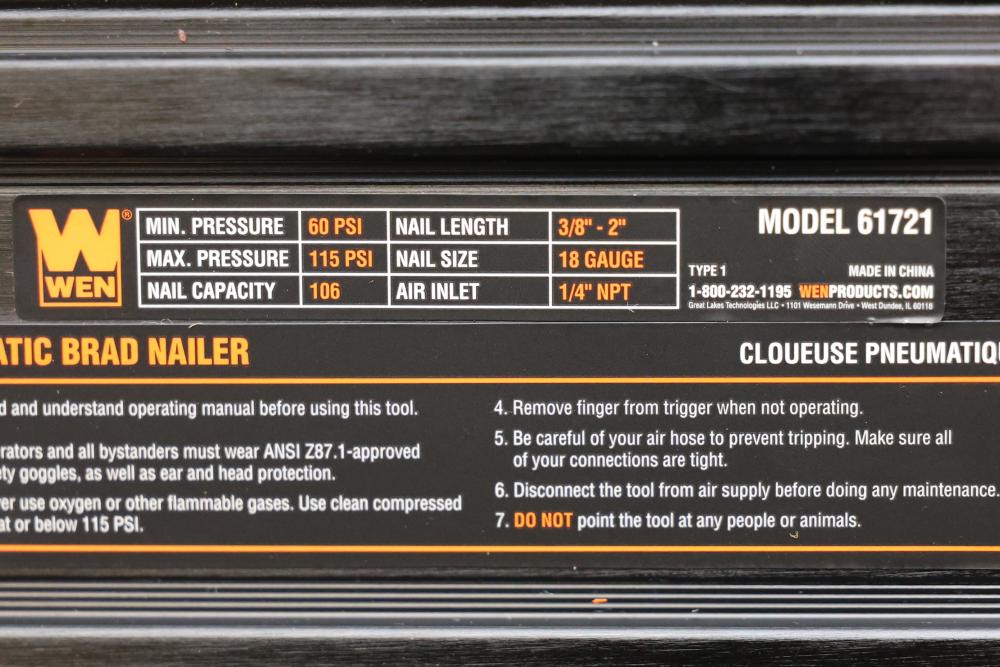 WEN®
MIN. PRESSURE 60 PSI NAIL LENGTH 3/8" - 2"
MAX. PRESSURE 115 PSI NAIL SIZE 18 GAUGE
NAIL CAPACITY 106 AIR INLET 1/4" NPT
MODEL 61721
TYPE 1 MADE IN CHINA
1-800-232-1195 WENPRODUCTS.COM
Great Lakes Technologies LLC • 1101 Wesemann Drive • West Dundee, IL 60118
ATIC BRAD NAILER
CLOUEUSE PNEUMATIQ
d and understand operating manual before using this tool.
rators and all bystanders must wear ANSI Z87.1-approved
ety goggles, as well as ear and head protection.
er use oxygen or other flammable gases. Use clean compressed
at or below 115 PSI.
4. Remove finger from trigger when not operating.
5. Be careful of your air hose to prevent tripping. Make sure all
of your connections are tight.
6. Disconnect the tool from air supply before doing any maintenance.
7. DO NOT point the tool at any people or animals.